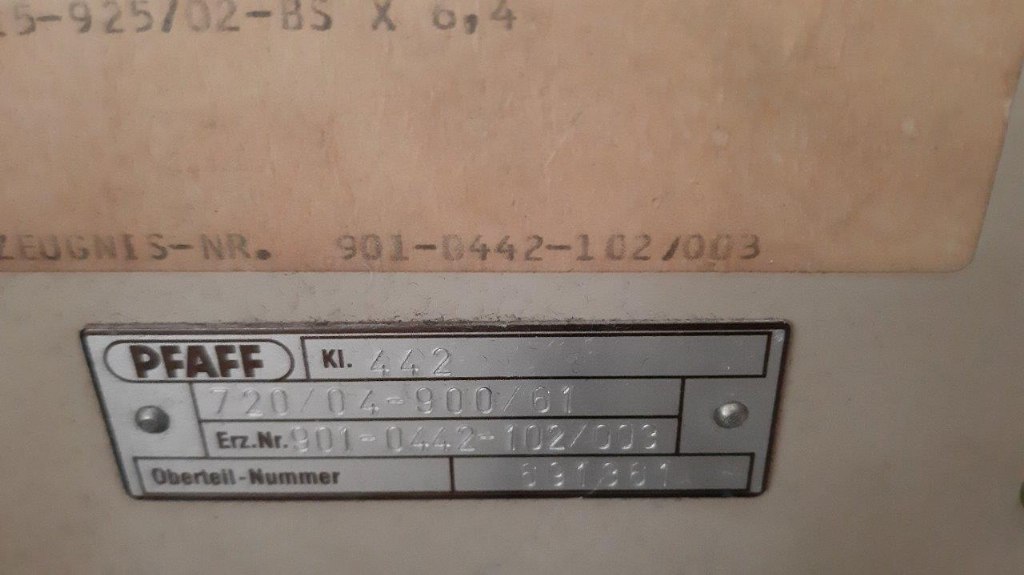 15-925/02-BS X 6,4
ZEUGNIS-NR. 901-0442-102/003
PFAFF Kl. 442
720/04-900/61
Erz.Nr. 901-0442-102/003
Oberteil-Nummer